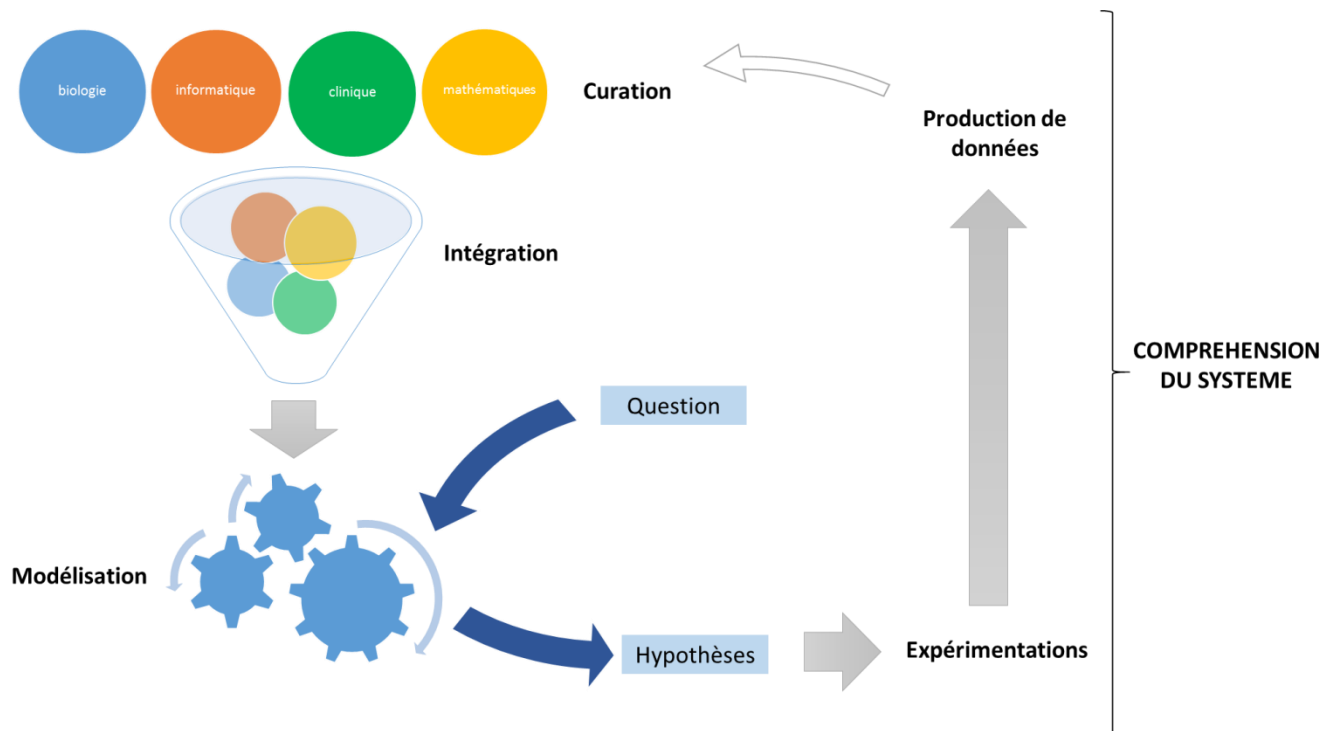 biologie
informatique
clinique
mathématiques
Curation
Production de
données
Intégration
COMPREHENSION
DU SYSTEME
Question
Modélisation
Hypothèses
Expérimentations